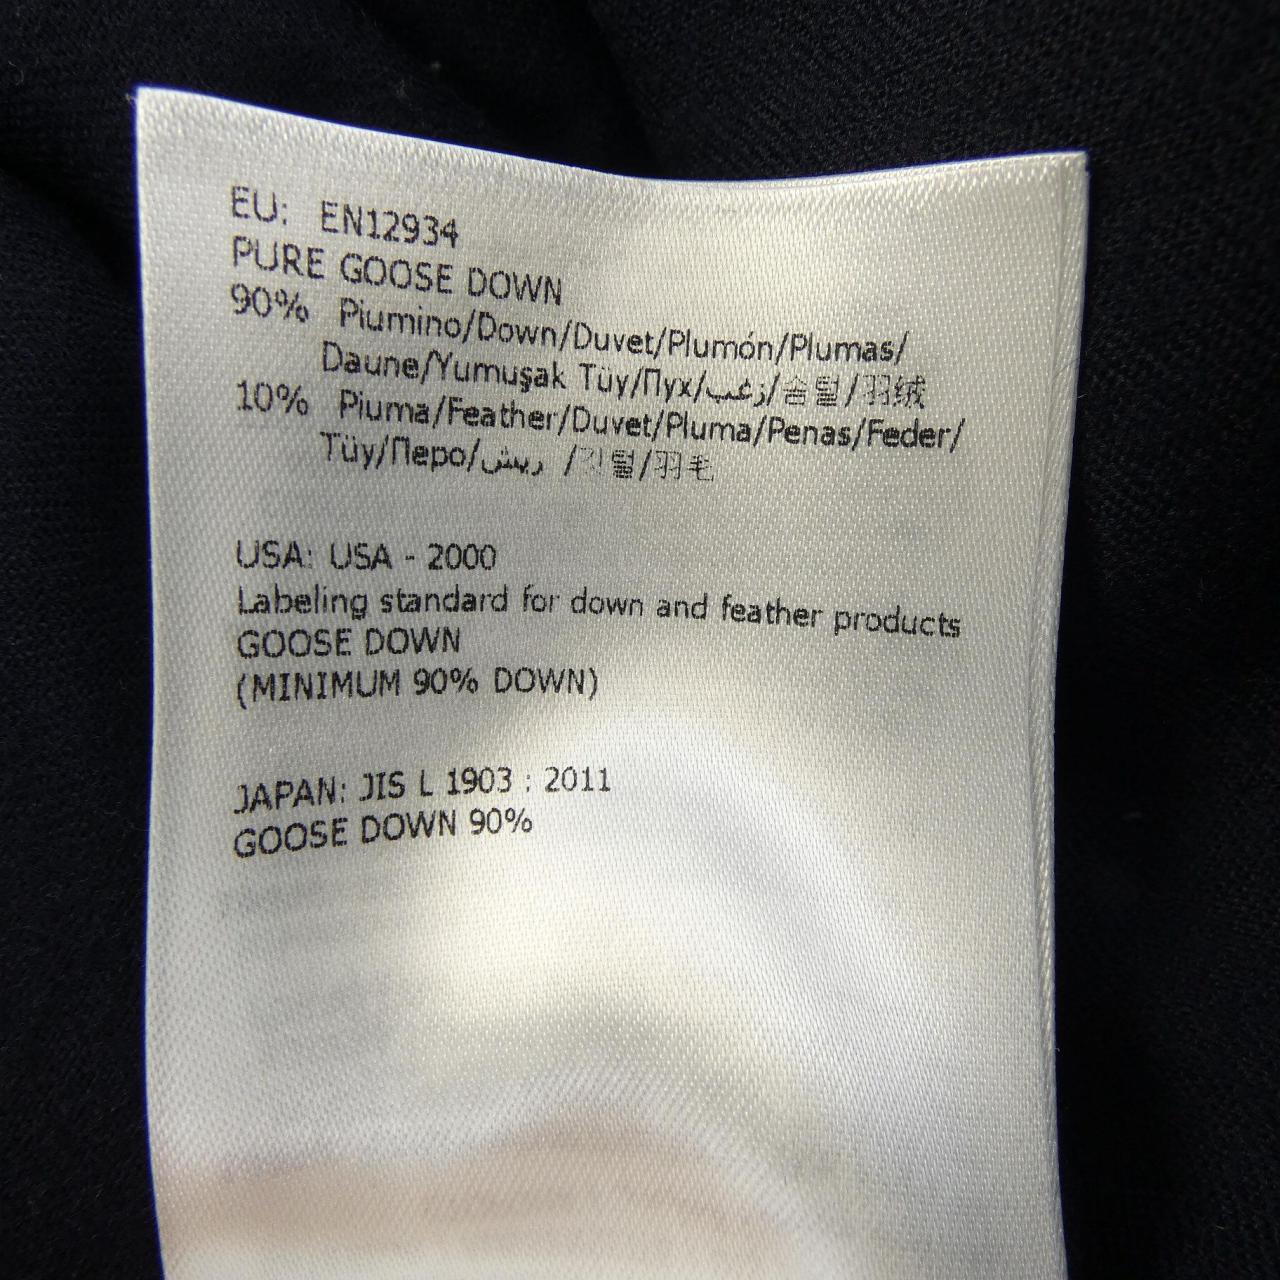 EU: EN12934
PURE GOOSE DOWN
90% Piumino/Down/Duvet/Plumón/Plumas/
Daune/Yumuşak Tüy/Пух/زغب/솜털/羽绒
10% Piuma/Feather/Duvet/Pluma/Penas/Feder/
Tüy/Перо/ريش /깃털/羽毛
USA: USA - 2000
Labeling standard for down and feather products
GOOSE DOWN
(MINIMUM 90% DOWN)
JAPAN: JIS L 1903 : 2011
GOOSE DOWN 90%